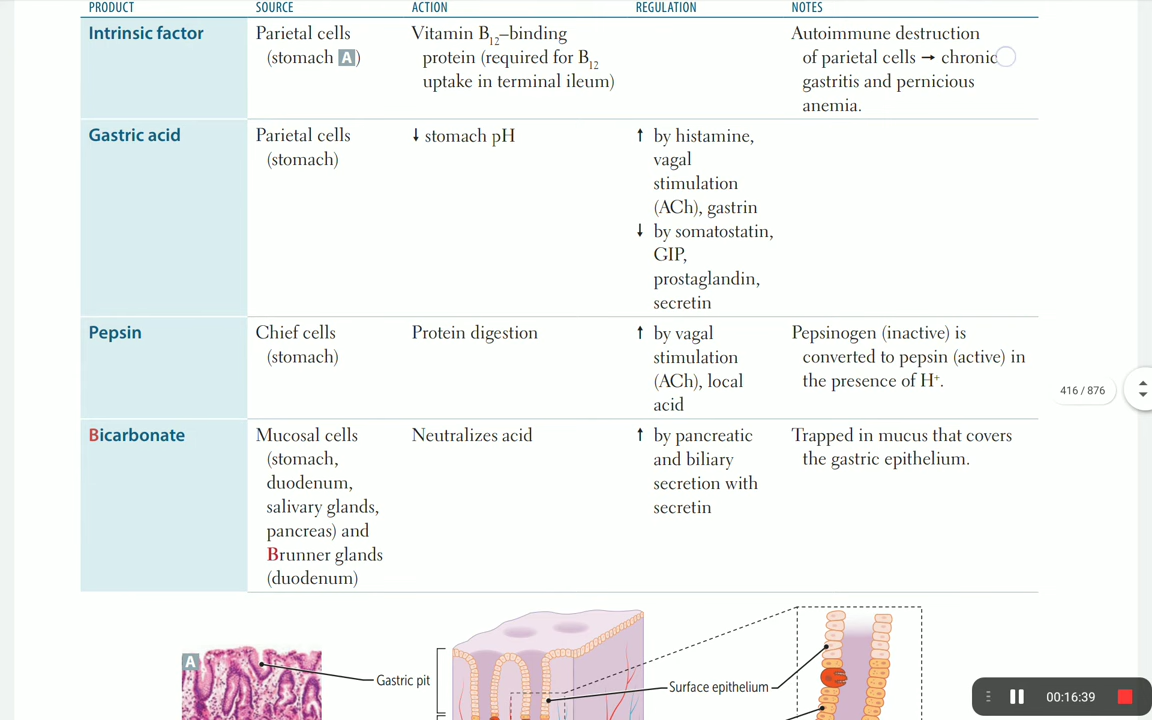 PRODUCT SOURCE ACTION REGULATION NOTES
Intrinsic factor
Parietal cells
(stomach A)
Vitamin B12–binding
protein (required for B12
uptake in terminal ileum)
Autoimmune destruction
of parietal cells → chronic
gastritis and pernicious
anemia.
Gastric acid
Parietal cells
(stomach)
↓ stomach pH
↑ by histamine,
vagal
stimulation
(ACh), gastrin
↓ by somatostatin,
GIP,
prostaglandin,
secretin
Pepsin
Chief cells
(stomach)
Protein digestion
↑ by vagal
stimulation
(ACh), local
acid
Pepsinogen (inactive) is
converted to pepsin (active) in
the presence of H+.
Bicarbonate
Mucosal cells
(stomach,
duodenum,
salivary glands,
pancreas) and
Brunner glands
(duodenum)
Neutralizes acid
↑ by pancreatic
and biliary
secretion with
secretin
Trapped in mucus that covers
the gastric epithelium.
416 / 876
A
Gastric pit
Surface epithelium
00:16:39